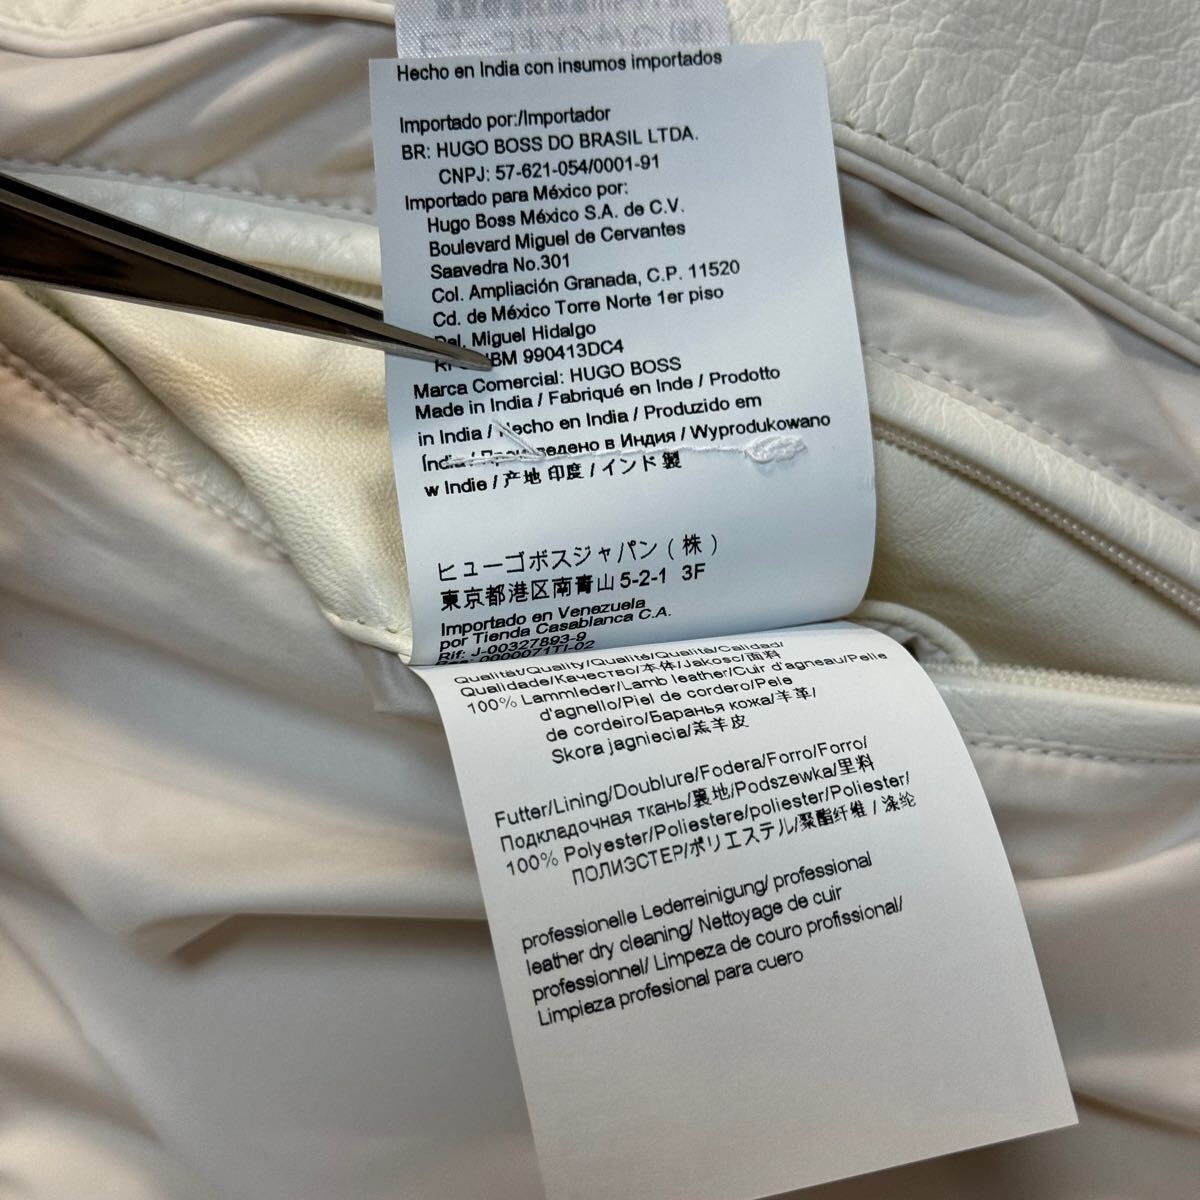 Hecho en India con insumos importados
Importado por:/Importador
BR: HUGO BOSS DO BRASIL LTDA.
CNPJ: 57-621-054/0001-91
Importado para México por:
Hugo Boss México S.A. de C.V.
Boulevard Miguel de Cervantes
Saavedra No.301
Col. Ampliación Granada, C.P. 11520
Cd. de México Torre Norte 1er piso
Del. Miguel Hidalgo
990413DC4
Marca Comercial: HUGO BOSS
Made in India / Fabriqué en Inde / Prodotto
in India / Hecho en India / Produzido em
Índia / Произведено в Индия / Wyprodukowano
w Indie / 产地 印度 / インド 製
ヒューゴボスジャパン ( 株 )
東京都港区南青山 5-2-1 3F
Importado en Venezuela
por Tienda Casablanca C.A.
Rif: J-00327893-9
0000071TI-02
Qualität/Quality/Qualité/Qualità/Calidad/
Qualidade/Качество/本体/Jakosc/面料
100% Lammleder/Lamb leather/Cuir d'agneau/Pelle
d'agnello/Piel de cordero/Pele
de cordeiro/Баранья кожа/羊革/
Skora jagniecia/羔羊皮
Futter/Lining/Doublure/Fodera/Forro/Forro/
Подкладочная ткань/裏地/Podszewka/里料
100% Polyester/Poliestere/poliester/Poliester/
ПОЛИЭСТЕР/ポリエステル/聚酯纤维 / 涤纶
professionelle Lederreinigung/ professional
leather dry cleaning/ Nettoyage de cuir
professionnel/ Limpeza de couro profissional/
Limpieza profesional para cuero